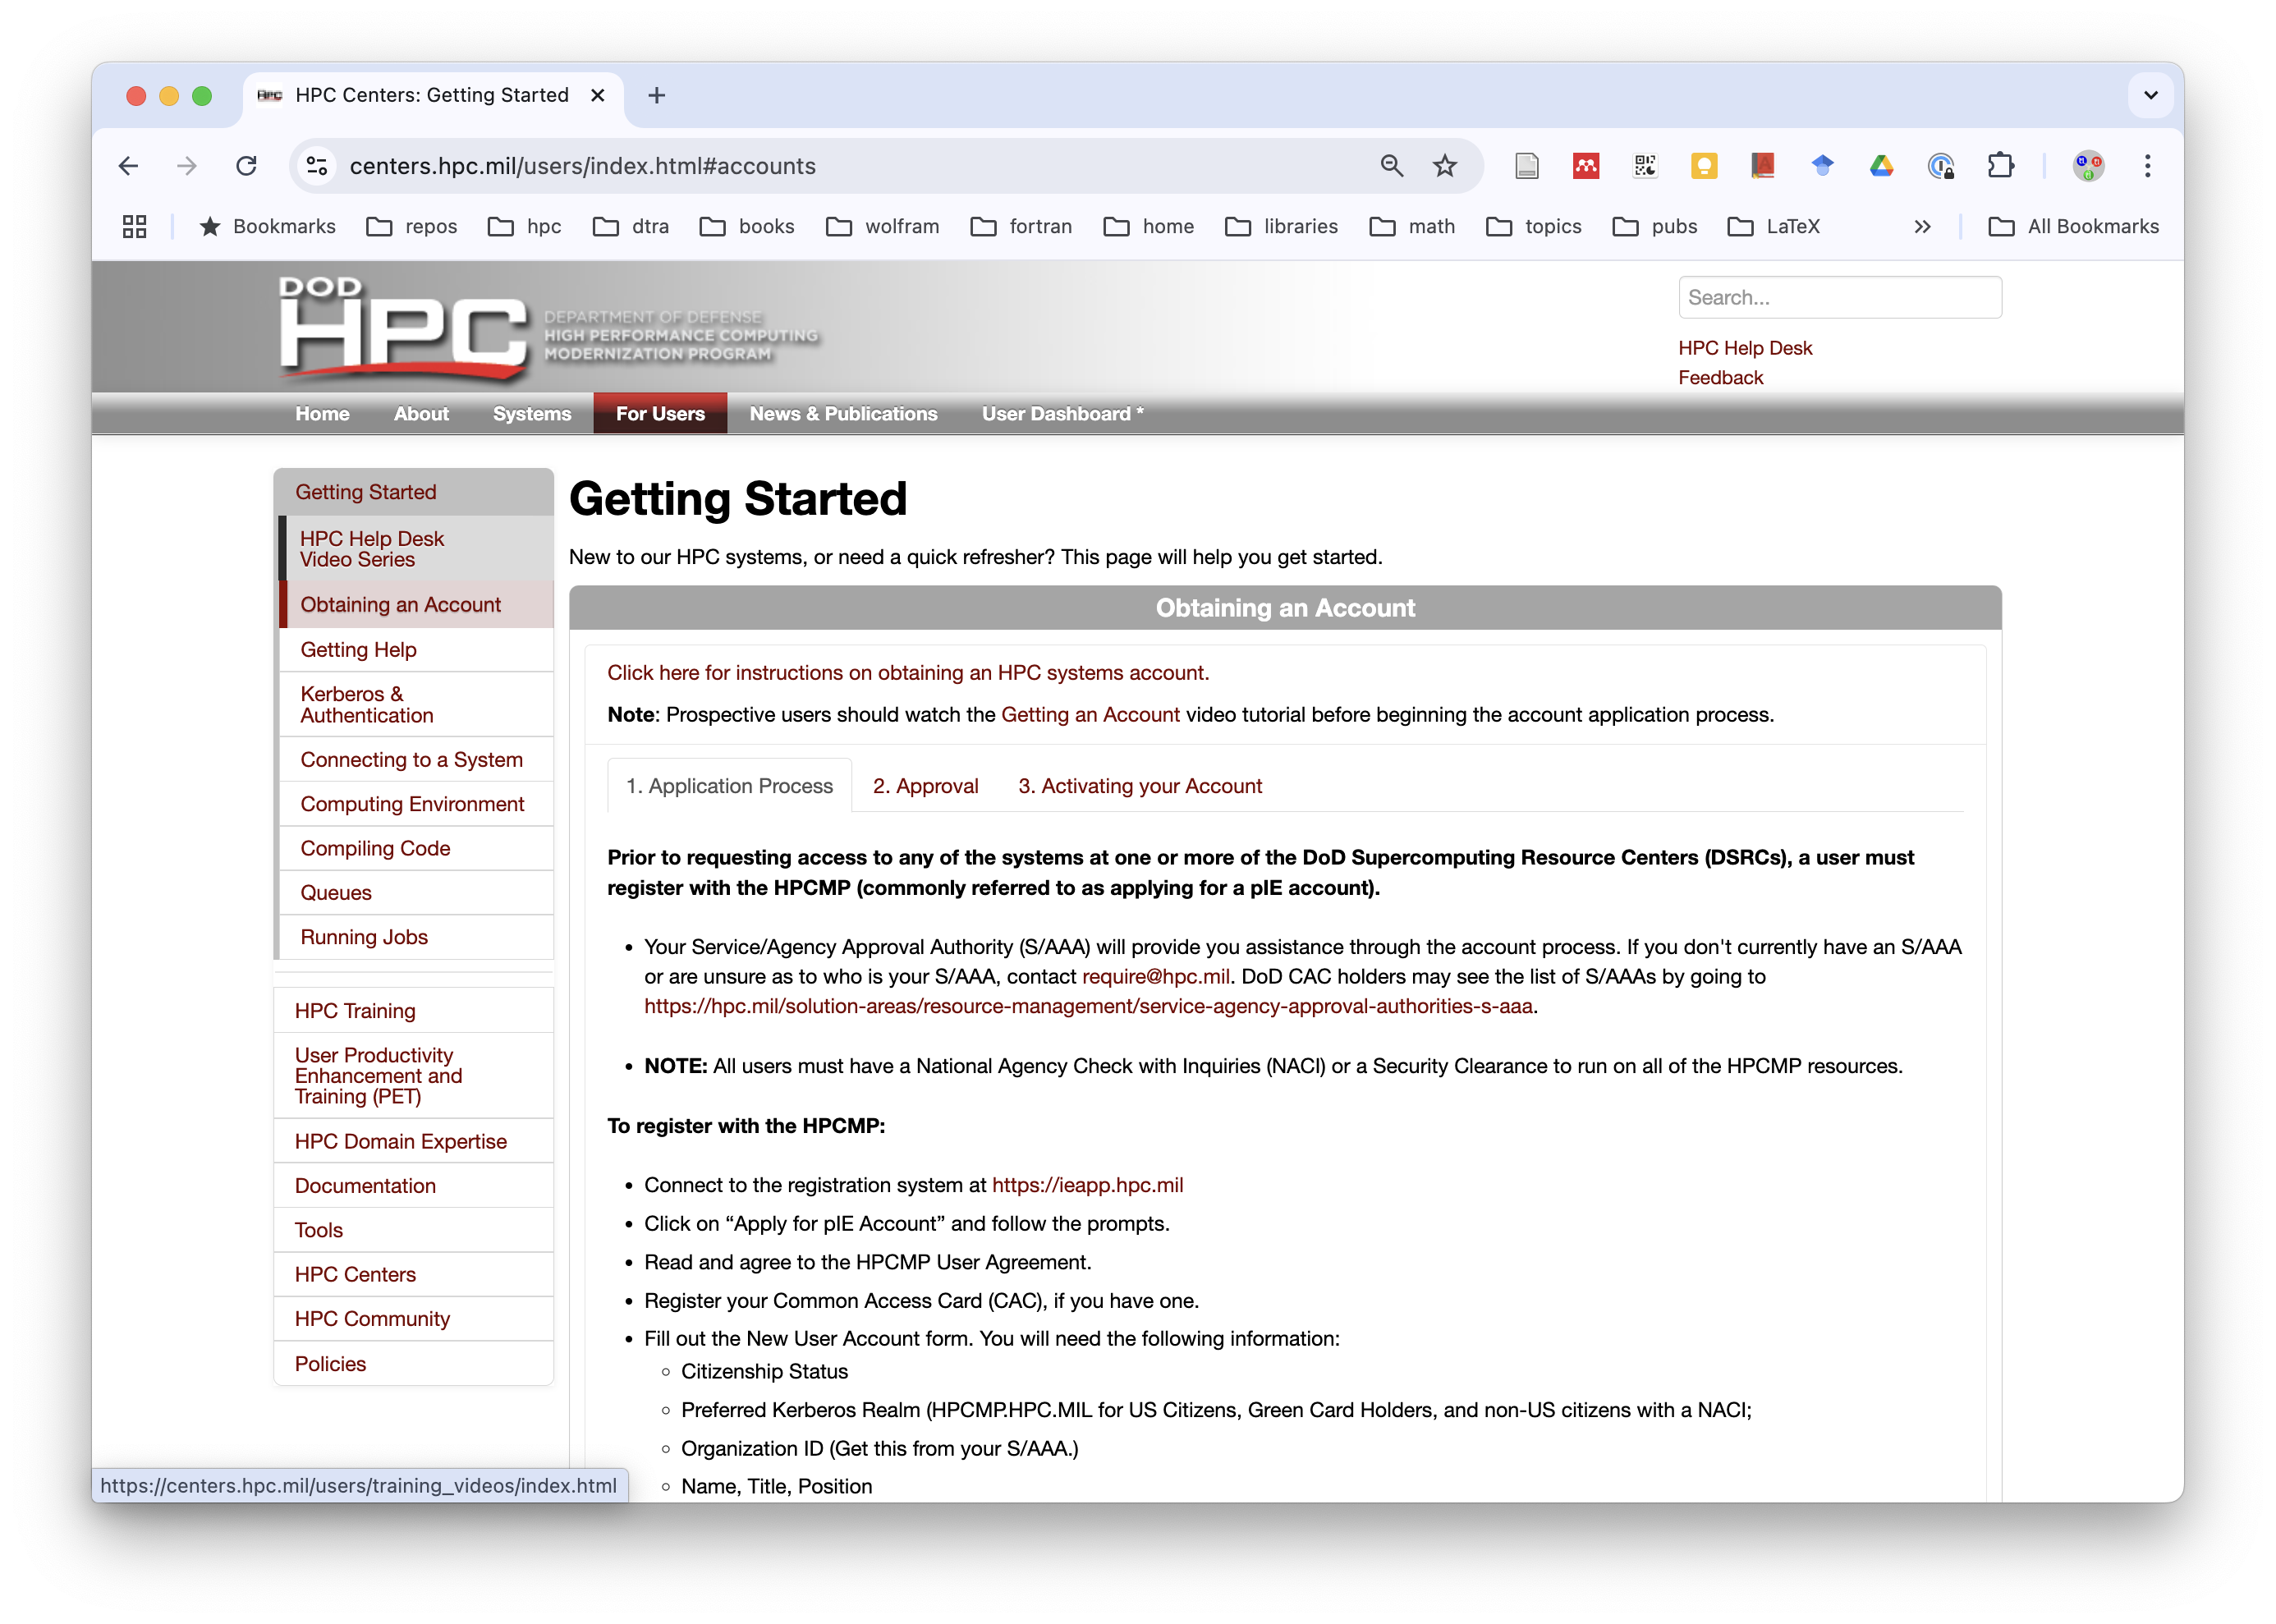 HPC Centers: Getting Started
centers.hpc.mil/users/index.html#accounts
Bookmarks repos hpc dtra books wolfram fortran home libraries math topics pubs LaTeX All Bookmarks
DOD
HPC
DEPARTMENT OF DEFENSE
HIGH PERFORMANCE COMPUTING
MODERNIZATION PROGRAM
Search...
HPC Help Desk
Feedback
Home About Systems For Users News & Publications User Dashboard *
Getting Started
HPC Help Desk
Video Series
Obtaining an Account
Getting Help
Kerberos &
Authentication
Connecting to a System
Computing Environment
Compiling Code
Queues
Running Jobs
HPC Training
User Productivity
Enhancement and
Training (PET)
HPC Domain Expertise
Documentation
Tools
HPC Centers
HPC Community
Policies
Getting Started
New to our HPC systems, or need a quick refresher? This page will help you get started.
Obtaining an Account
Click here for instructions on obtaining an HPC systems account.
Note: Prospective users should watch the Getting an Account video tutorial before beginning the account application process.
1. Application Process 2. Approval 3. Activating your Account
Prior to requesting access to any of the systems at one or more of the DoD Supercomputing Resource Centers (DSRCs), a user must
register with the HPCMP (commonly referred to as applying for a pIE account).
• Your Service/Agency Approval Authority (S/AAA) will provide you assistance through the account process. If you don't currently have an S/AAA
or are unsure as to who is your S/AAA, contact require@hpc.mil. DoD CAC holders may see the list of S/AAAs by going to
https://hpc.mil/solution-areas/resource-management/service-agency-approval-authorities-s-aaa.
• NOTE: All users must have a National Agency Check with Inquiries (NACI) or a Security Clearance to run on all of the HPCMP resources.
To register with the HPCMP:
• Connect to the registration system at https://ieapp.hpc.mil
• Click on “Apply for pIE Account” and follow the prompts.
• Read and agree to the HPCMP User Agreement.
• Register your Common Access Card (CAC), if you have one.
• Fill out the New User Account form. You will need the following information:
◦ Citizenship Status
◦ Preferred Kerberos Realm (HPCMP.HPC.MIL for US Citizens, Green Card Holders, and non-US citizens with a NACI;
◦ Organization ID (Get this from your S/AAA.)
◦ Name, Title, Position
https://centers.hpc.mil/users/training_videos/index.html